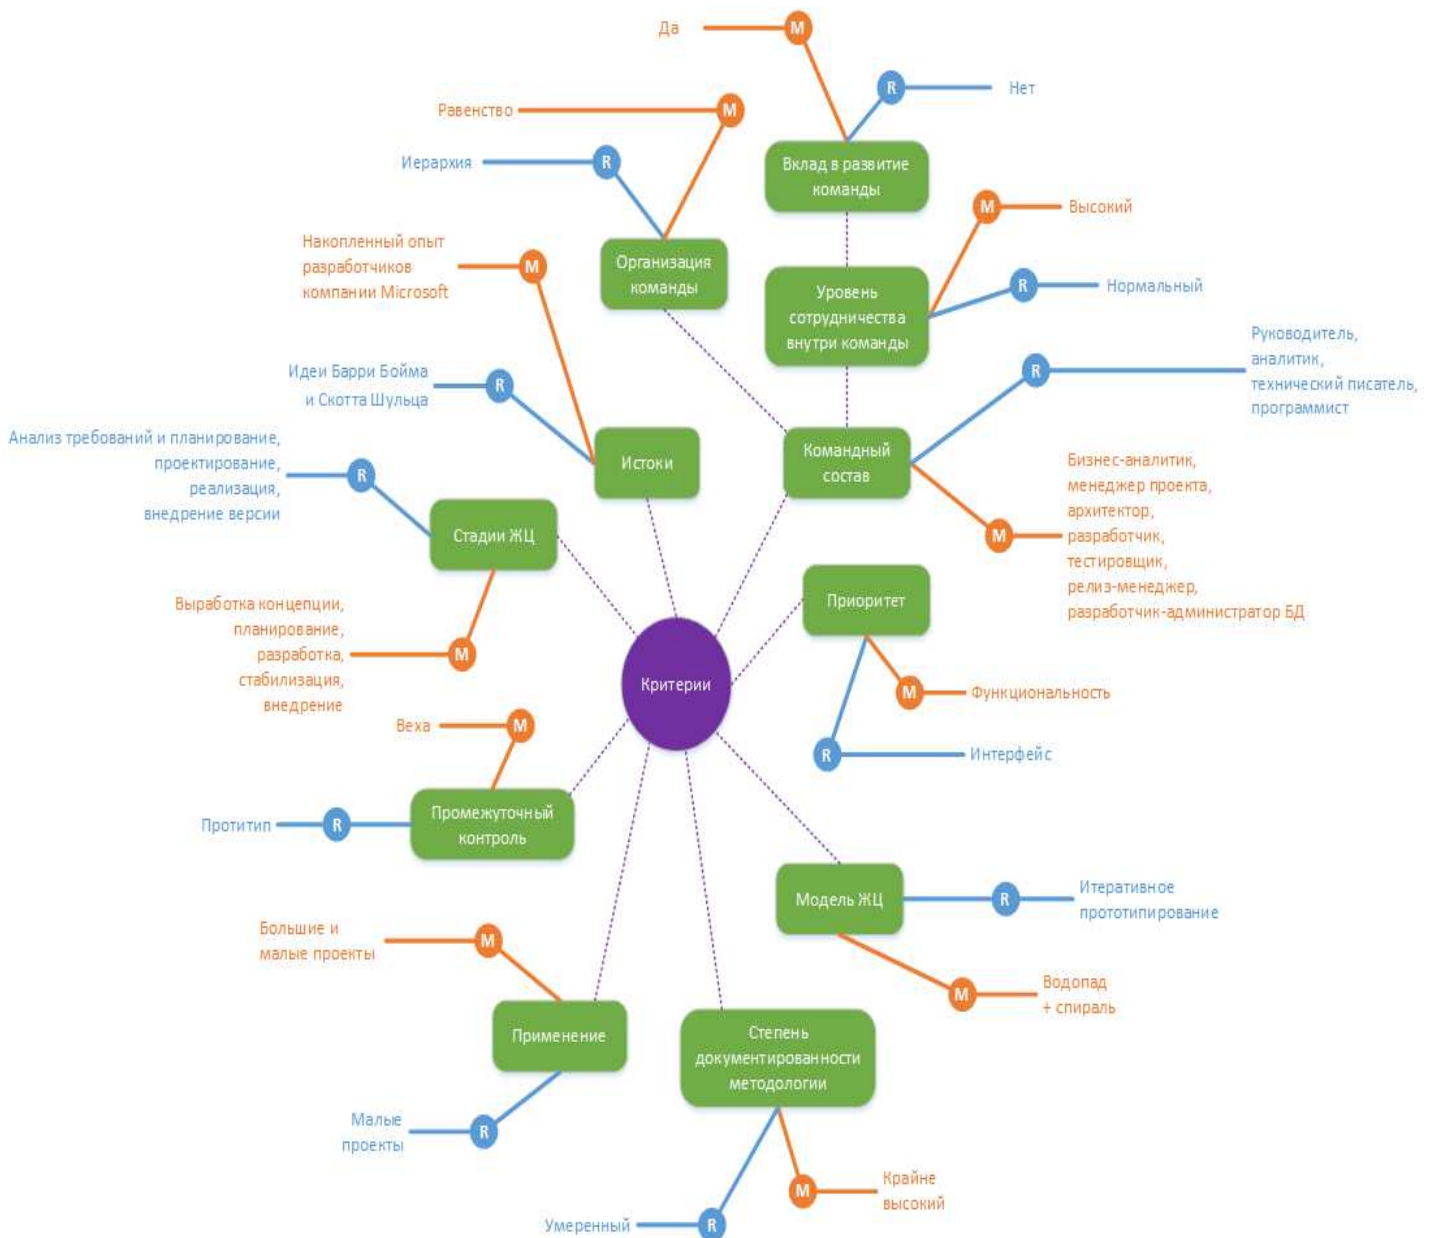 Да
M
R
Нет
Равенство
M
Иерархия
R
Вклад в развитие
команды
M
Высокий
Накопленный опыт
разработчиков
компании Microsoft
M
Организация
команды
Уровень
сотрудничества
внутри команды
R
Нормальный
Руководитель,
аналитик,
технический писатель,
программист
R
Идеи Барри Бойма
и Скотта Шульца
R
Анализ требований и планирование,
проектирование,
реализация,
внедрение версии
R
Истоки
Командный
состав
Бизнес-аналитик,
менеджер проекта,
архитектор,
разработчик,
тестировщик,
релиз-менеджер,
разработчик-администратор БД
M
Стадии ЖЦ
Выработка концепции,
планирование,
разработка,
стабилизация,
внедрение
M
Приоритет
Критерии
M
Функциональность
Веха
M
R
Интерфейс
Протитип
R
Промежуточный
контроль
Модель ЖЦ
R
Итеративное
прототипирование
Большие и
малые проекты
M
M
Водопад
+ спираль
Применение
Степень
документированности
методологии
Малые
проекты
R
M
Крайне
высокий
Умеренный
R